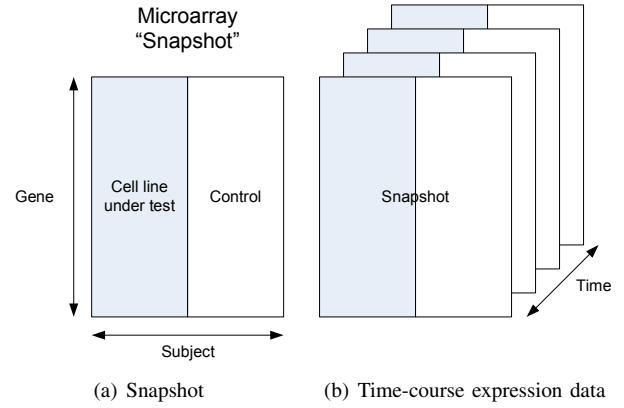 Microarray
“Snapshot”
Gene
Cell line
under test
Control
Subject
Snapshot
Time
(a) Snapshot
(b) Time-course expression data